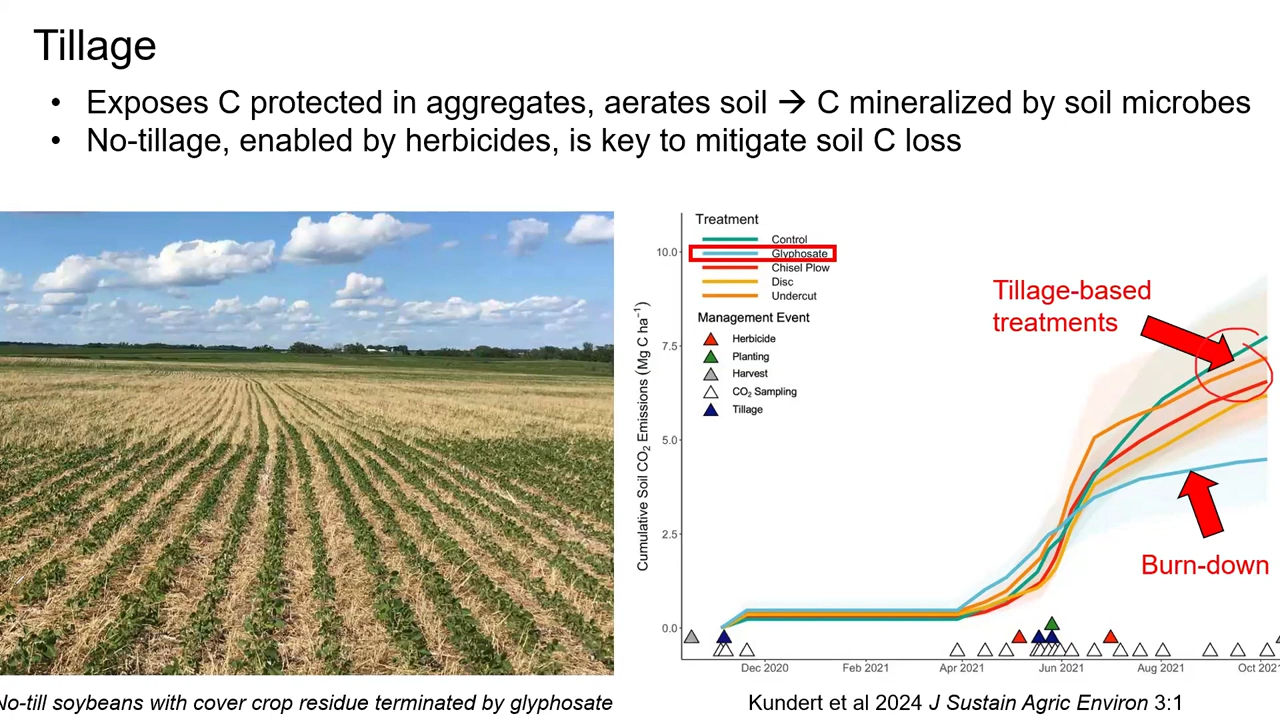 Tillage
• Exposes C protected in aggregates, aerates soil → C mineralized by soil microbes
• No-tillage, enabled by herbicides, is key to mitigate soil C loss
Treatment
Control
Glyphosate
Chisel Plow
Disc
Undercut
Management Event
Herbicide
Planting
Harvest
CO₂ Sampling
Tillage
Tillage-based
treatments
Burn-down
Cumulative Soil CO₂ Emissions (Mg C ha⁻¹)
10.0
7.5
5.0
2.5
0.0
Dec 2020
Feb 2021
Apr 2021
Jun 2021
Aug 2021
Oct 2021
No-till soybeans with cover crop residue terminated by glyphosate
Kundert et al 2024 J Sustain Agric Environ 3:1